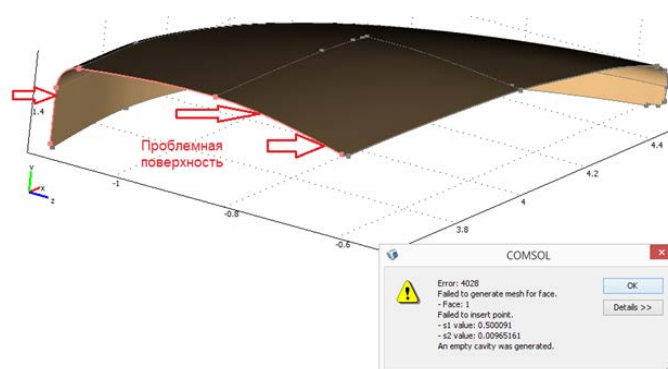 1.4
Проблемная
поверхность
-1
-0.8
-0.6
3.8
4
4.2
4.4
y
x
z
COMSOL
Error: 4028
Failed to generate mesh for face.
- Face: 1
Failed to insert point.
- s1 value: 0.500091
- s2 value: 0.00965161
An empty cavity was generated.
OK
Details >>